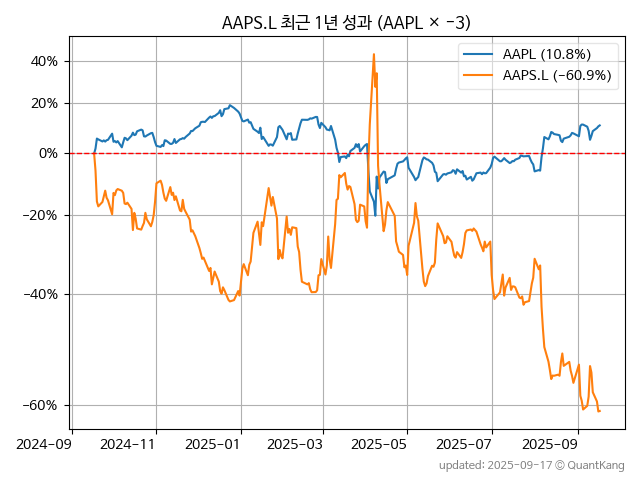 AAPS.L 최근 1년 성과 (AAPL × −3)
AAPL (10.8%)
AAPS.L (−60.9%)
40%
20%
0%
−20%
−40%
−60%
2024-09 2024-11 2025-01 2025-03 2025-05 2025-07 2025-09
updated: 2025-09-17 © QuantKang